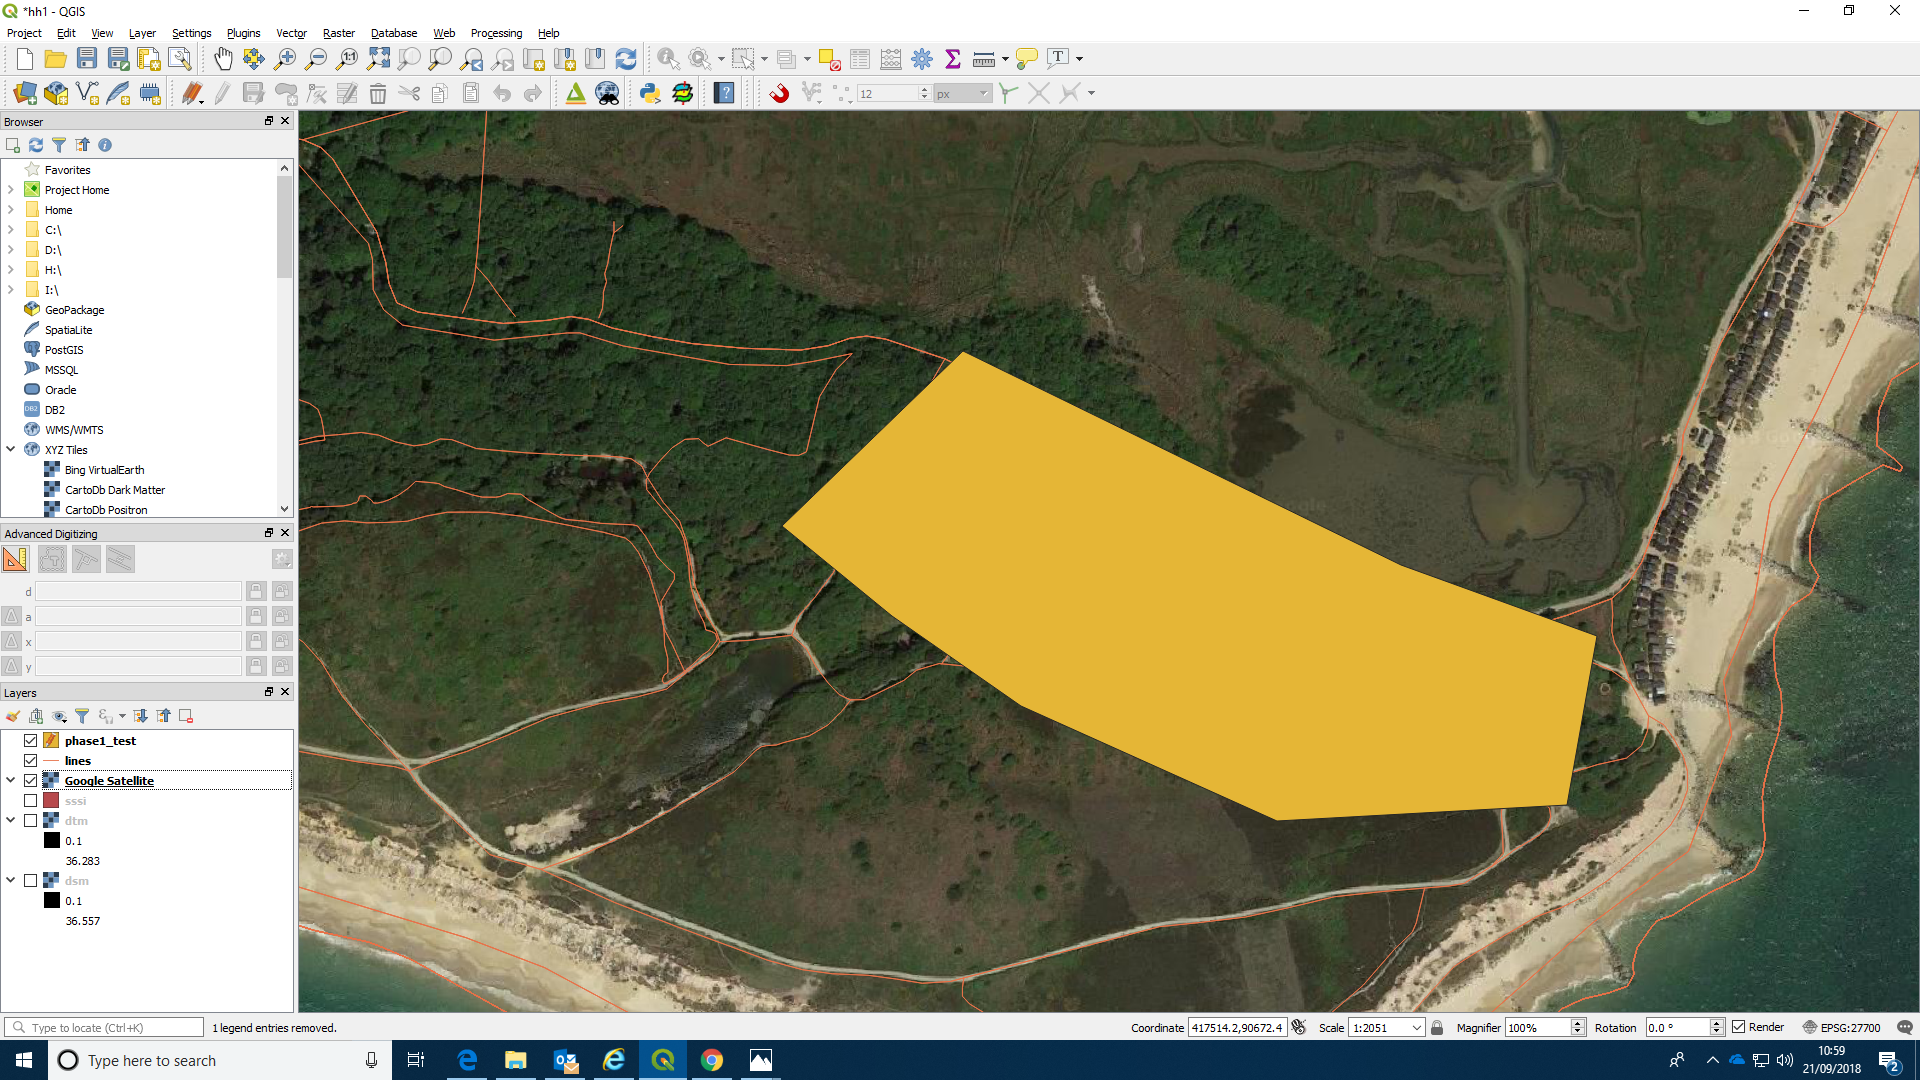 *hh1 - QGIS
Project Edit View Layer Settings Plugins Vector Raster Database Web Processing Help
12 px
Browser
Favorites
Project Home
Home
C:\
D:\
H:\
I:\
GeoPackage
SpatiaLite
PostGIS
MSSQL
Oracle
DB2
WMS/WMTS
XYZ Tiles
Bing VirtualEarth
CartoDb Dark Matter
CartoDb Positron
Advanced Digitizing
d
a
x
y
Layers
phase1_test
lines
Google Satellite
sssi
dtm
0.1
36.283
dsm
0.1
36.557
Type to locate (Ctrl+K) 1 legend entries removed. Coordinate 417514.2,90672.4 Scale 1:2051 Magnifier 100% Rotation 0.0 ° Render EPSG:27700
Type here to search
10:59
21/09/2018
2